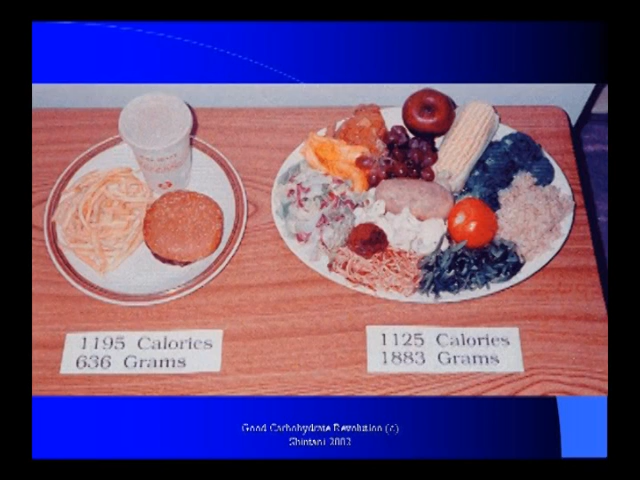 1195 Calories
636 Grams
1125 Calories
1883 Grams
Good Carbohydrate Revolution (c)
Shintani 2002